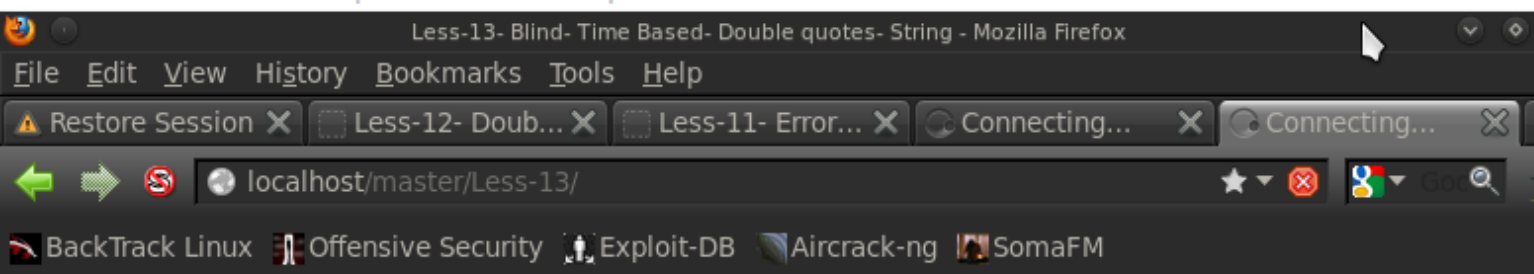 Less-13- Blind- Time Based- Double quotes- String - Mozilla Firefox
File Edit View History Bookmarks Tools Help
Restore Session Less-12- Doub... Less-11- Error... Connecting... Connecting...
localhost/master/Less-13/ Goo
BackTrack Linux Offensive Security Exploit-DB Aircrack-ng SomaFM